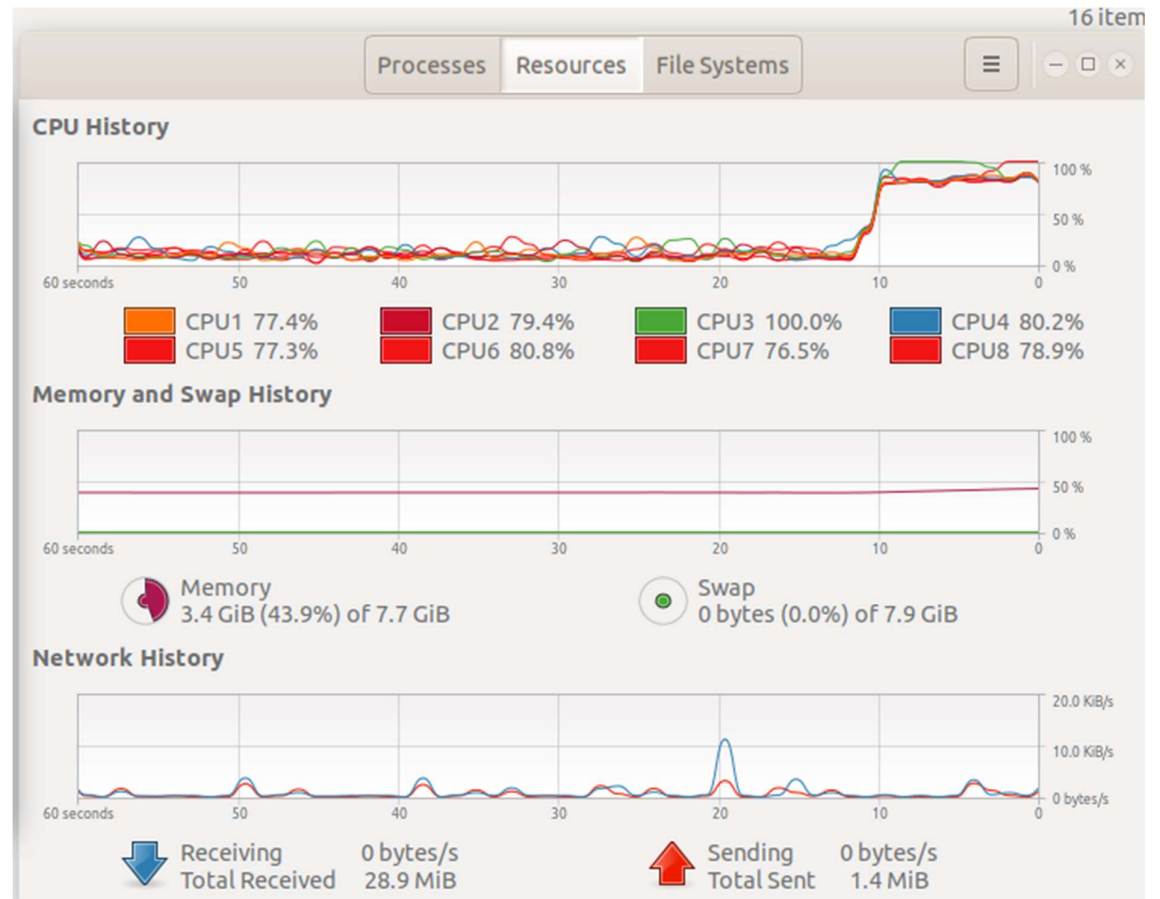 16 item
Processes Resources File Systems
CPU History
100 %
50 %
0 %
60 seconds 50 40 30 20 10 0
CPU1 77.4% CPU2 79.4% CPU3 100.0% CPU4 80.2%
CPU5 77.3% CPU6 80.8% CPU7 76.5% CPU8 78.9%
Memory and Swap History
100 %
50 %
0 %
60 seconds 50 40 30 20 10 0
Memory Swap
3.4 GiB (43.9%) of 7.7 GiB 0 bytes (0.0%) of 7.9 GiB
Network History
20.0 KiB/s
10.0 KiB/s
0 bytes/s
60 seconds 50 40 30 20 10 0
Receiving 0 bytes/s Sending 0 bytes/s
Total Received 28.9 MiB Total Sent 1.4 MiB